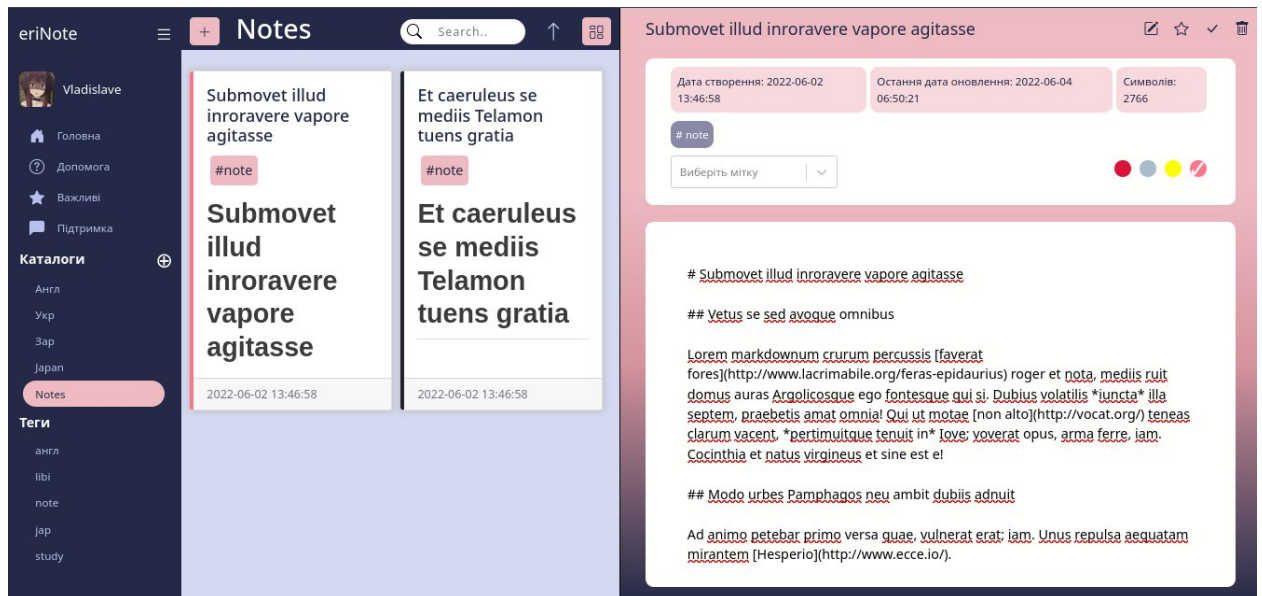 eriNote
Vladislave
Головна
Допомога
Важливі
Підтримка
Каталоги
Англ
Укр
Зар
Japan
Notes
Теги
англ
libi
note
jap
study
+ Notes
Search..
Submovet illud
inroravere vapore
agitasse
#note
Submovet
illud
inroravere
vapore
agitasse
2022-06-02 13:46:58
Et caeruleus se
mediis Telamon
tuens gratia
#note
Et caeruleus
se mediis
Telamon
tuens gratia
2022-06-02 13:46:58
Submovet illud inroravere vapore agitasse
Дата створення: 2022-06-02
13:46:58
Остання дата оновлення: 2022-06-04
06:50:21
Символів:
2766
# note
Виберіть мітку
# Submovet illud inroravere vapore agitasse
## Vetus se sed avoque omnibus
Lorem markdownum crurum percussis [faverat
fores](http://www.lacrimabile.org/feras-epidaurius) roger et nota, mediis ruit
domus auras Argolicosque ego fontesque qui si. Dubius volatilis *iuncta* illa
septem, praebetis amat omnia! Qui ut motae [non alto](http://vocat.org/) teneas
clarum vacent, *pertimuitque tenuit in* Iove; voverat opus, arma ferre, iam.
Cocinthia et natus virgineus et sine est e!
## Modo urbes Pamphagos neu ambit dubiis adnuit
Ad animo petebar primo versa quae, vulnerat erat; iam. Unus repulsa aequatam
mirantem [Hesperio](http://www.ecce.io/).